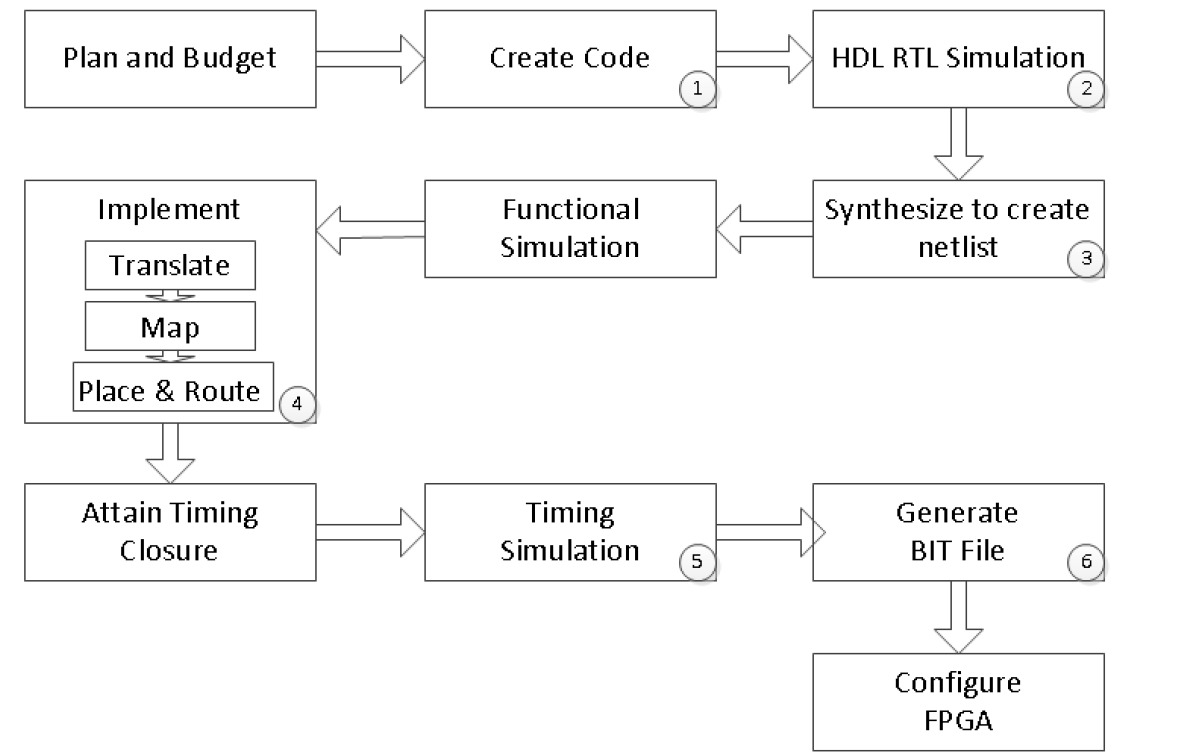 Plan and Budget
Create Code
1
HDL RTL Simulation
2
Synthesize to create
netlist
3
Functional
Simulation
Implement
Translate
Map
Place & Route
4
Attain Timing
Closure
Timing
Simulation
5
Generate
BIT File
6
Configure
FPGA